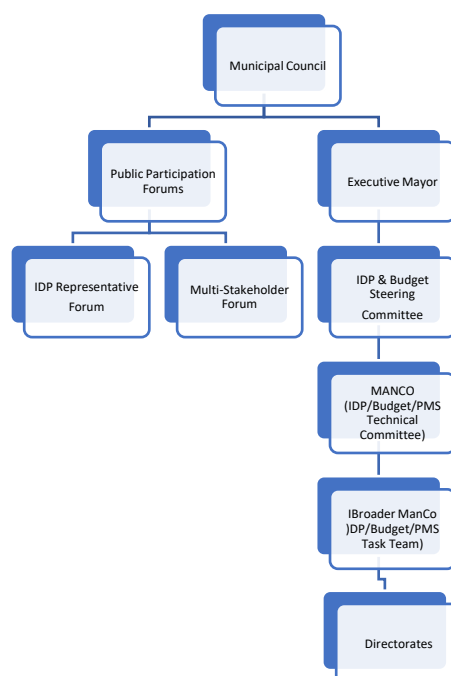 Municipal Council
Public Participation
Forums
Executive Mayor
IDP Representative
Forum
Multi-Stakeholder
Forum
IDP & Budget
Steering
Committee
MANCO
(IDP/Budget/PMS
Technical
Committee)
IBroader ManCo
)DP/Budget/PMS
Task Team)
Directorates